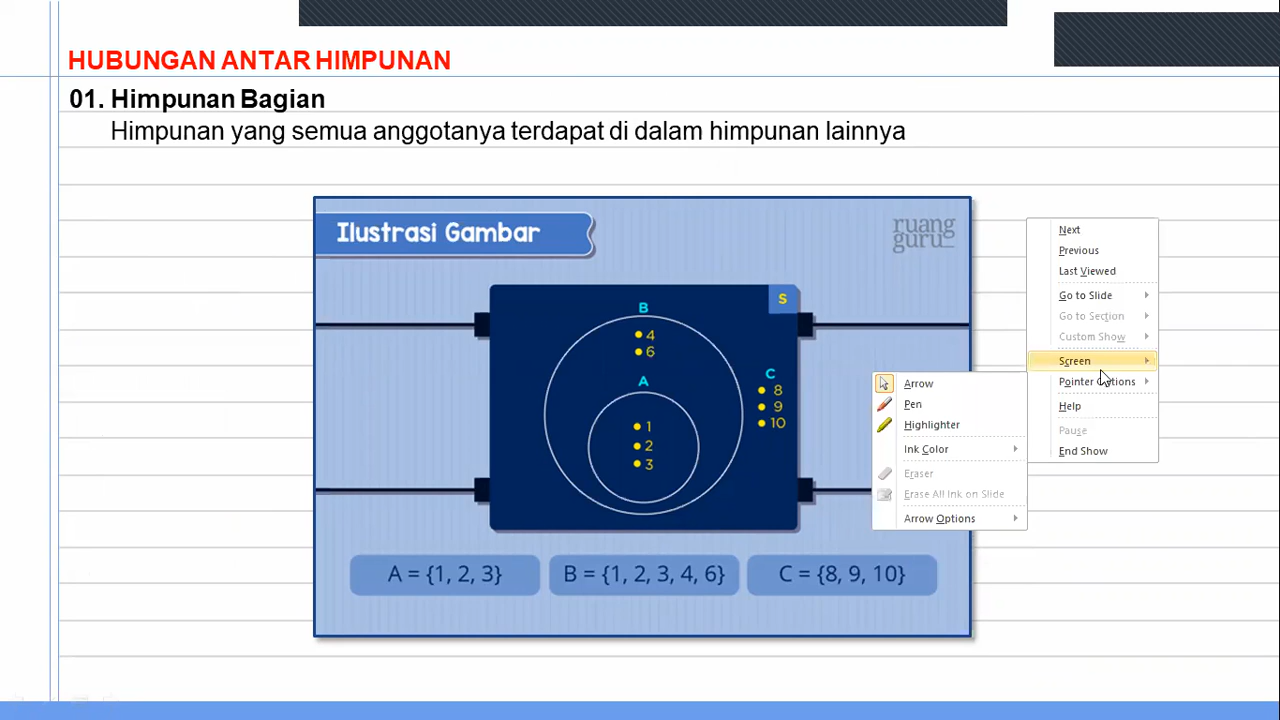 HUBUNGAN ANTAR HIMPUNAN
01. Himpunan Bagian
Himpunan yang semua anggotanya terdapat di dalam himpunan lainnya
Ilustrasi Gambar
ruang
guru
S
B
4
6
A
1
2
3
C
8
9
10
A = {1, 2, 3}
B = {1, 2, 3, 4, 6}
C = {8, 9, 10}
Next
Previous
Last Viewed
Go to Slide
Go to Section
Custom Show
Screen
Pointer Options
Help
Pause
End Show
Arrow
Pen
Highlighter
Ink Color
Eraser
Erase All Ink on Slide
Arrow Options